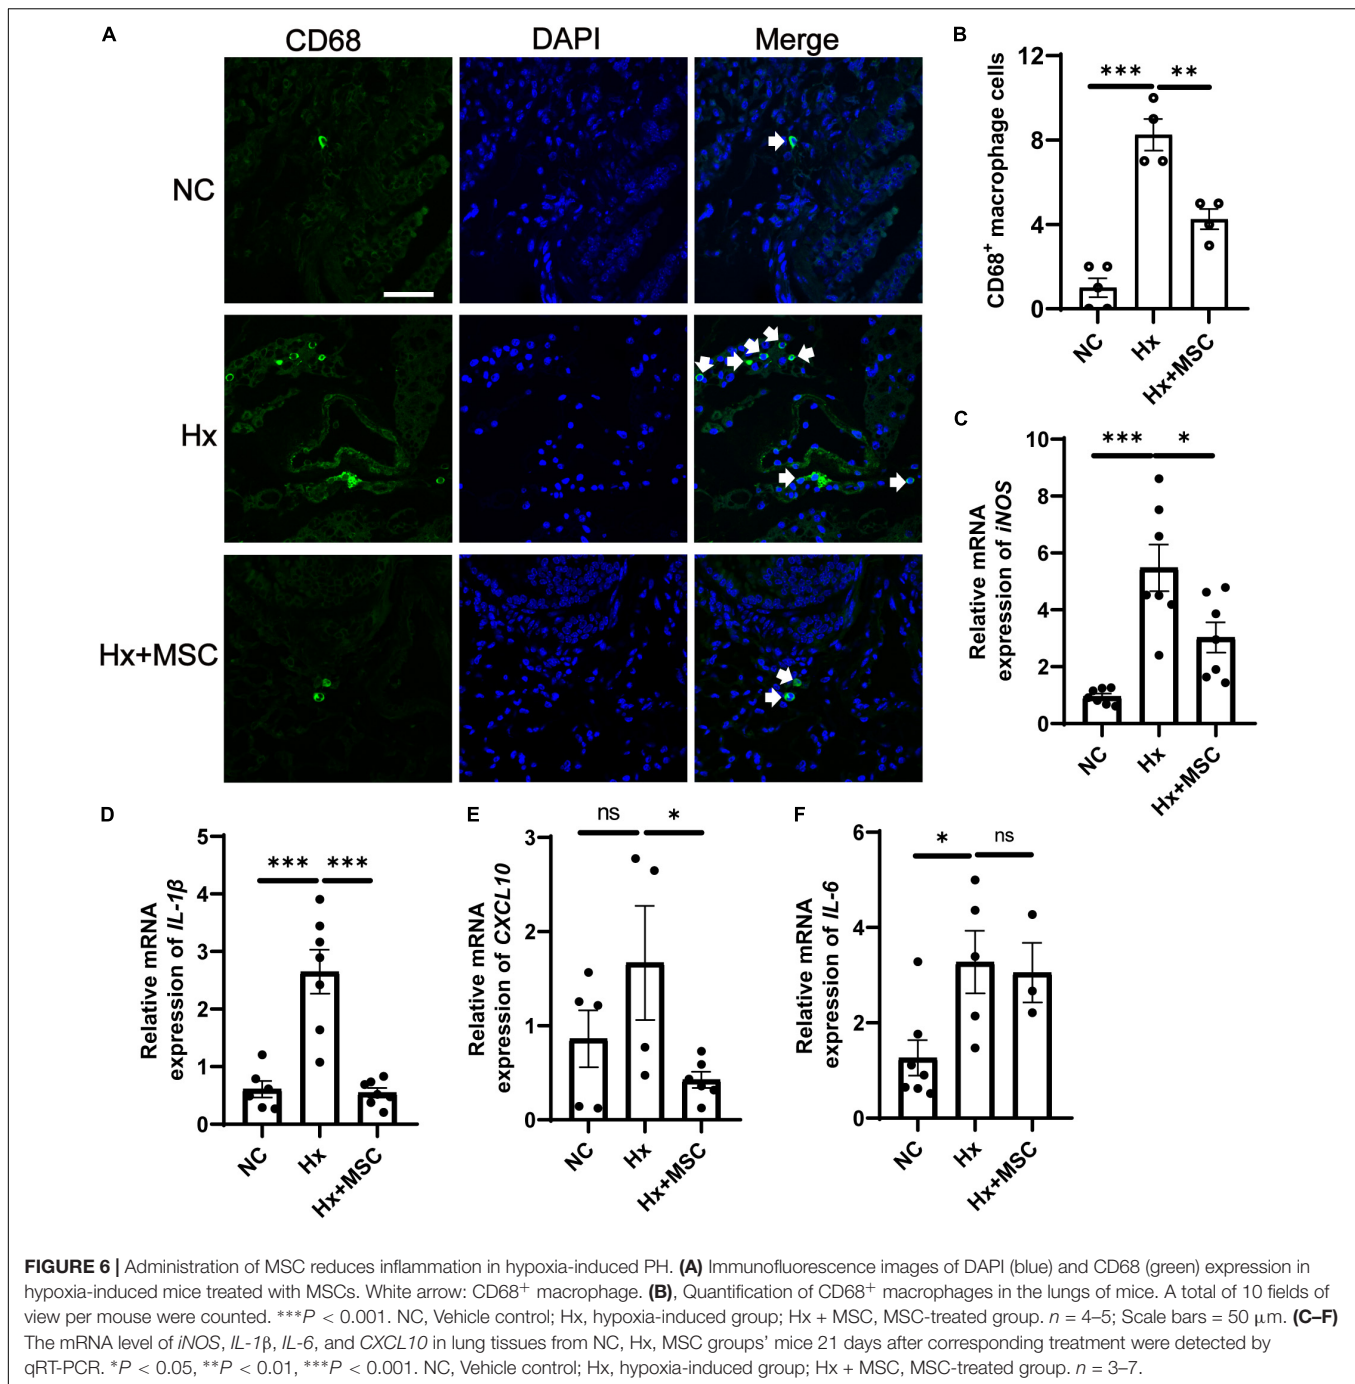 A
CD68
DAPI
Merge
NC
Hx
Hx+MSC
B
CD68+ macrophage cells
12
8
4
0
***
**
NC
Hx
Hx+MSC
C
Relative mRNA
expression of iNOS
10
8
6
4
2
0
***
*
NC
Hx
Hx+MSC
D
Relative mRNA
expression of IL-1β
5
4
3
2
1
0
***
***
NC
Hx
Hx+MSC
E
Relative mRNA
expression of CXCL10
3
2
1
0
ns
*
NC
Hx
Hx+MSC
F
Relative mRNA
expression of IL-6
6
4
2
0
*
ns
NC
Hx
Hx+MSC
FIGURE 6 | Administration of MSC reduces inflammation in hypoxia-induced PH. (A) Immunofluorescence images of DAPI (blue) and CD68 (green) expression in
hypoxia-induced mice treated with MSCs. White arrow: CD68+ macrophage. (B), Quantification of CD68+ macrophages in the lungs of mice. A total of 10 fields of
view per mouse were counted. ***P < 0.001. NC, Vehicle control; Hx, hypoxia-induced group; Hx + MSC, MSC-treated group. n = 4–5; Scale bars = 50 μm. (C–F)
The mRNA level of iNOS, IL-1β, IL-6, and CXCL10 in lung tissues from NC, Hx, MSC groups' mice 21 days after corresponding treatment were detected by
qRT-PCR. *P < 0.05, **P < 0.01, ***P < 0.001. NC, Vehicle control; Hx, hypoxia-induced group; Hx + MSC, MSC-treated group. n = 3–7.